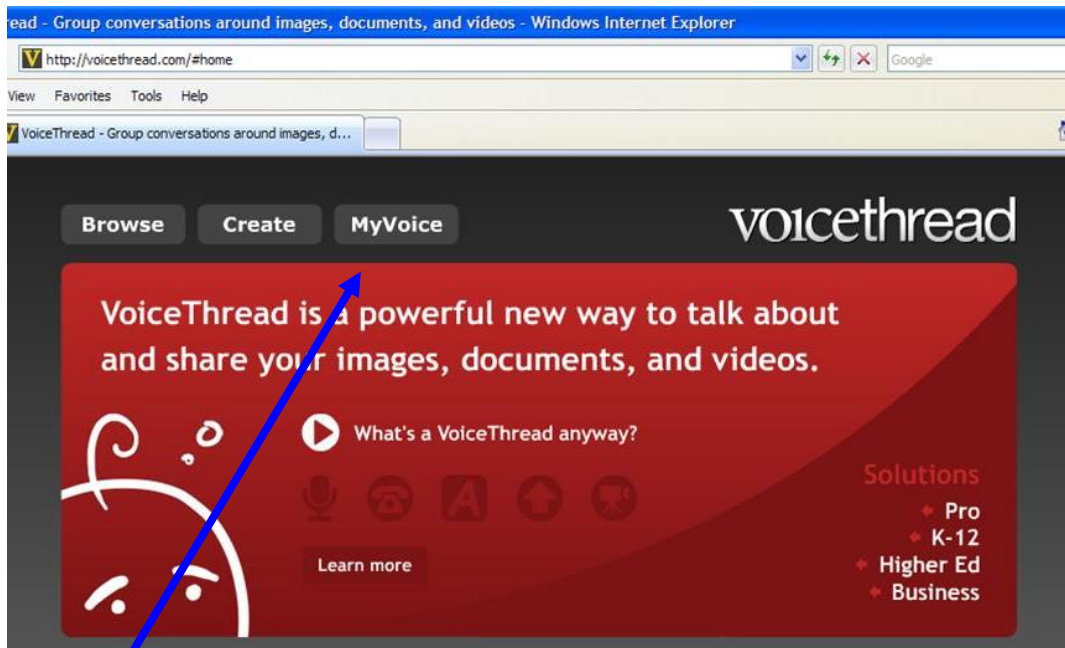 read - Group conversations around images, documents, and videos - Windows Internet Explorer
http://voicethread.com/#home
Google
View Favorites Tools Help
VoiceThread - Group conversations around images, d...
Browse Create MyVoice
voicethread
VoiceThread is a powerful new way to talk about
and share your images, documents, and videos.
What's a VoiceThread anyway?
A
Learn more
Solutions
Pro
K-12
Higher Ed
Business